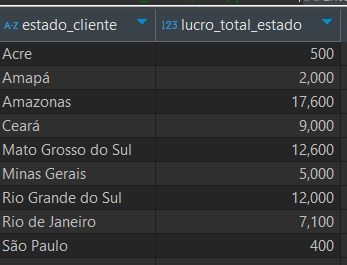 A-Z estado_cliente 123 lucro_total_estado
Acre 500
Amapá 2,000
Amazonas 17,600
Ceará 9,000
Mato Grosso do Sul 12,600
Minas Gerais 5,000
Rio Grande do Sul 12,000
Rio de Janeiro 7,100
São Paulo 400